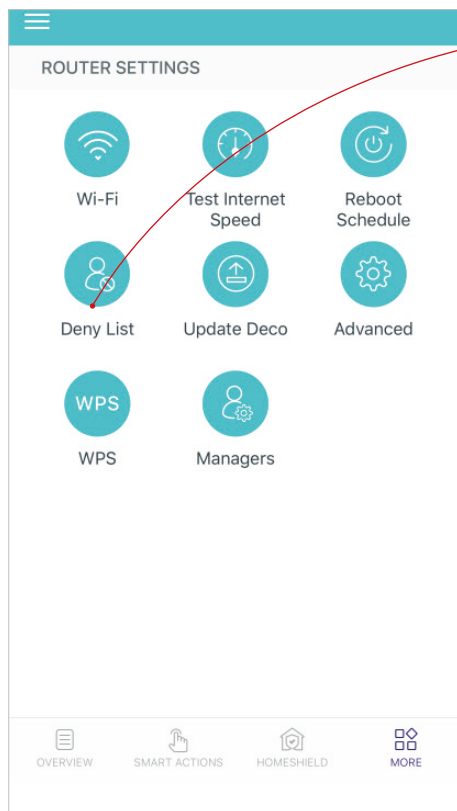 ROUTER SETTINGS
Wi-Fi
Test Internet
Speed
Reboot
Schedule
Deny List
Update Deco
Advanced
WPS
WPS
Managers
OVERVIEW
SMART ACTIONS
HOMESHIELD
MORE